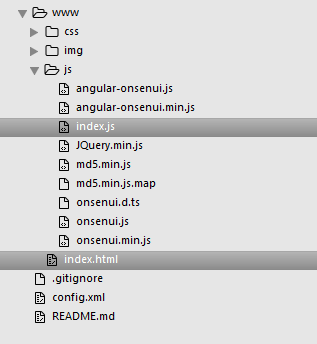 www
css
img
js
angular-onsenui.js
angular-onsenui.min.js
index.js
JQuery.min.js
md5.min.js
md5.min.js.map
onsenui.d.ts
onsenui.js
onsenui.min.js
index.html
.gitignore
config.xml
README.md